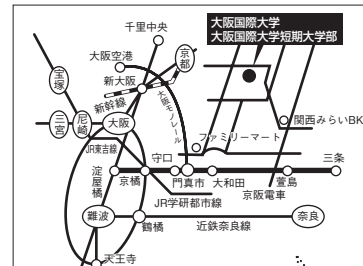 大阪国際大学
大阪国際大学短期大学部
千里中央
大阪空港
京都
宝塚
新大阪
新幹線
大阪モノレール
三宮
尼崎
大阪
関西みらいBK
ファミリーマート
JR東西線
守口
三条
淀屋橋
京橋
門真市
大和田
萱島
京阪電車
JR学研都市線
難波
鶴橋
近鉄奈良線
奈良
天王寺